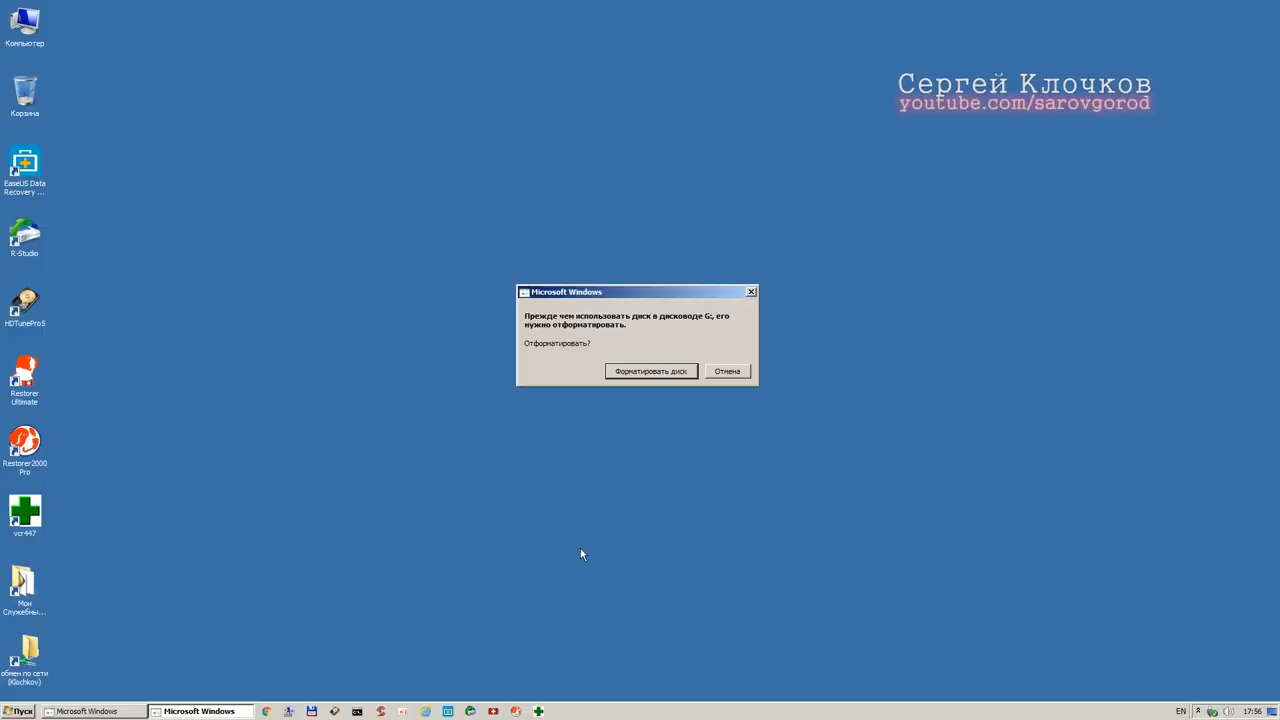 Компьютер
Корзина
EaseUS Data
Recovery ...
R-Studio
HDTunePro5
Restorer
Ultimate
Restorer2000
Pro
vcr447
Мои
Служебны...
обмен по сети
(Klochkov)
Сергей Клочков
youtube.com/sarovgorod
Microsoft Windows
Прежде чем использовать диск в дисководе G:, его
нужно отформатировать.
Отформатировать?
Форматировать диск
Отмена
Пуск
Microsoft Windows
Microsoft Windows
EN
17:56